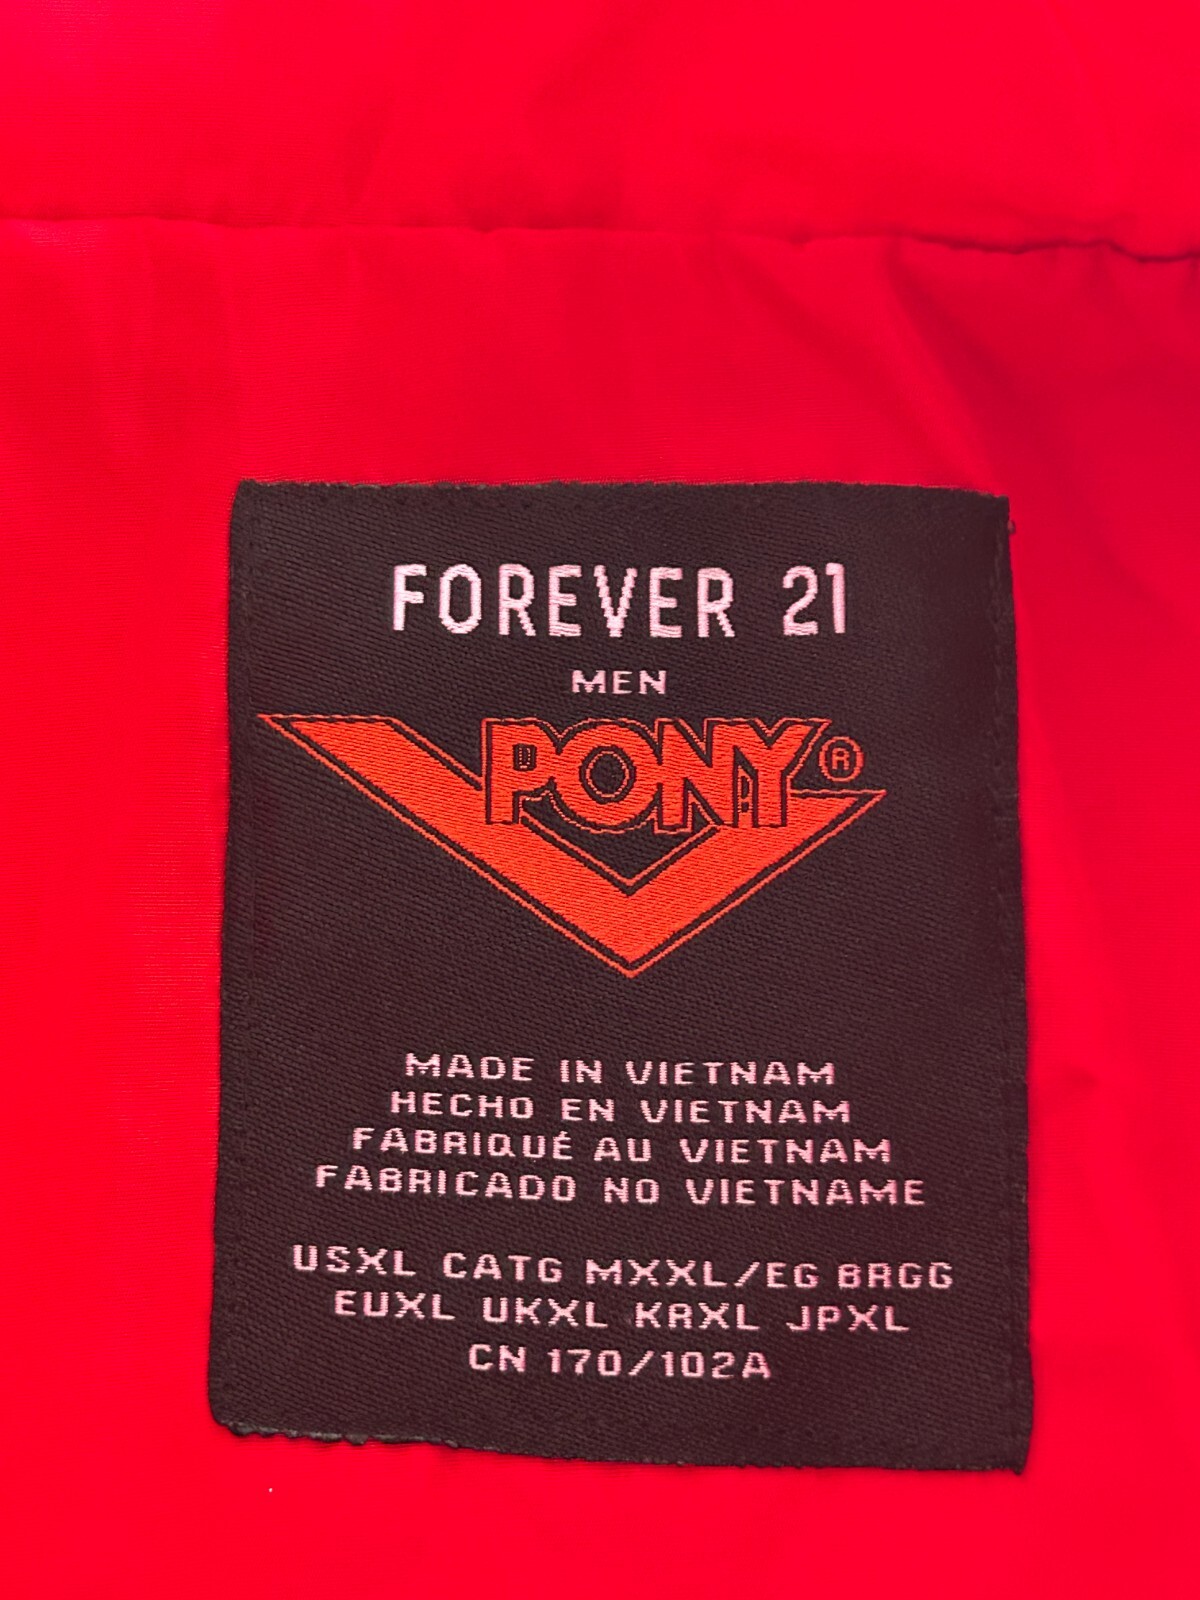 FOREVER 21
MEN
PONY®
MADE IN VIETNAM
HECHO EN VIETNAM
FABRIQUÉ AU VIETNAM
FABRICADO NO VIETNAME
USXL CATG MXXL/EG BRGG
EUXL UKXL KRXL JPXL
CN 170/102A